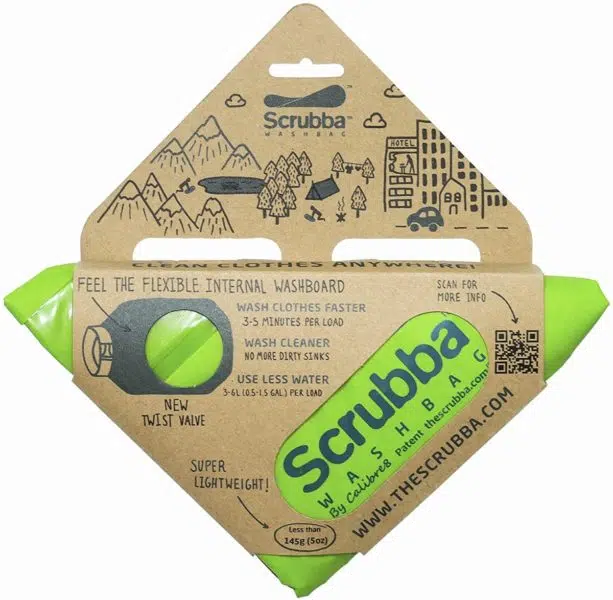 Scrubba™
WASHBAG
HOTEL
CLEAN CLOTHES ANYWHERE!
FEEL THE FLEXIBLE INTERNAL WASHBOARD
WASH CLOTHES FASTER
3-5 MINUTES PER LOAD
WASH CLEANER
NO MORE DIRTY SINKS
USE LESS WATER
3-6L (0.5-1.5 GAL) PER LOAD
NEW
TWIST VALVE
SCAN FOR
MORE INFO
Scrubba
WASH BAG
By Calibre8 Patent thescrubba.com
WWW.THESCRUBBA.COM
SUPER
LIGHTWEIGHT!
Less than
145g (5oz)